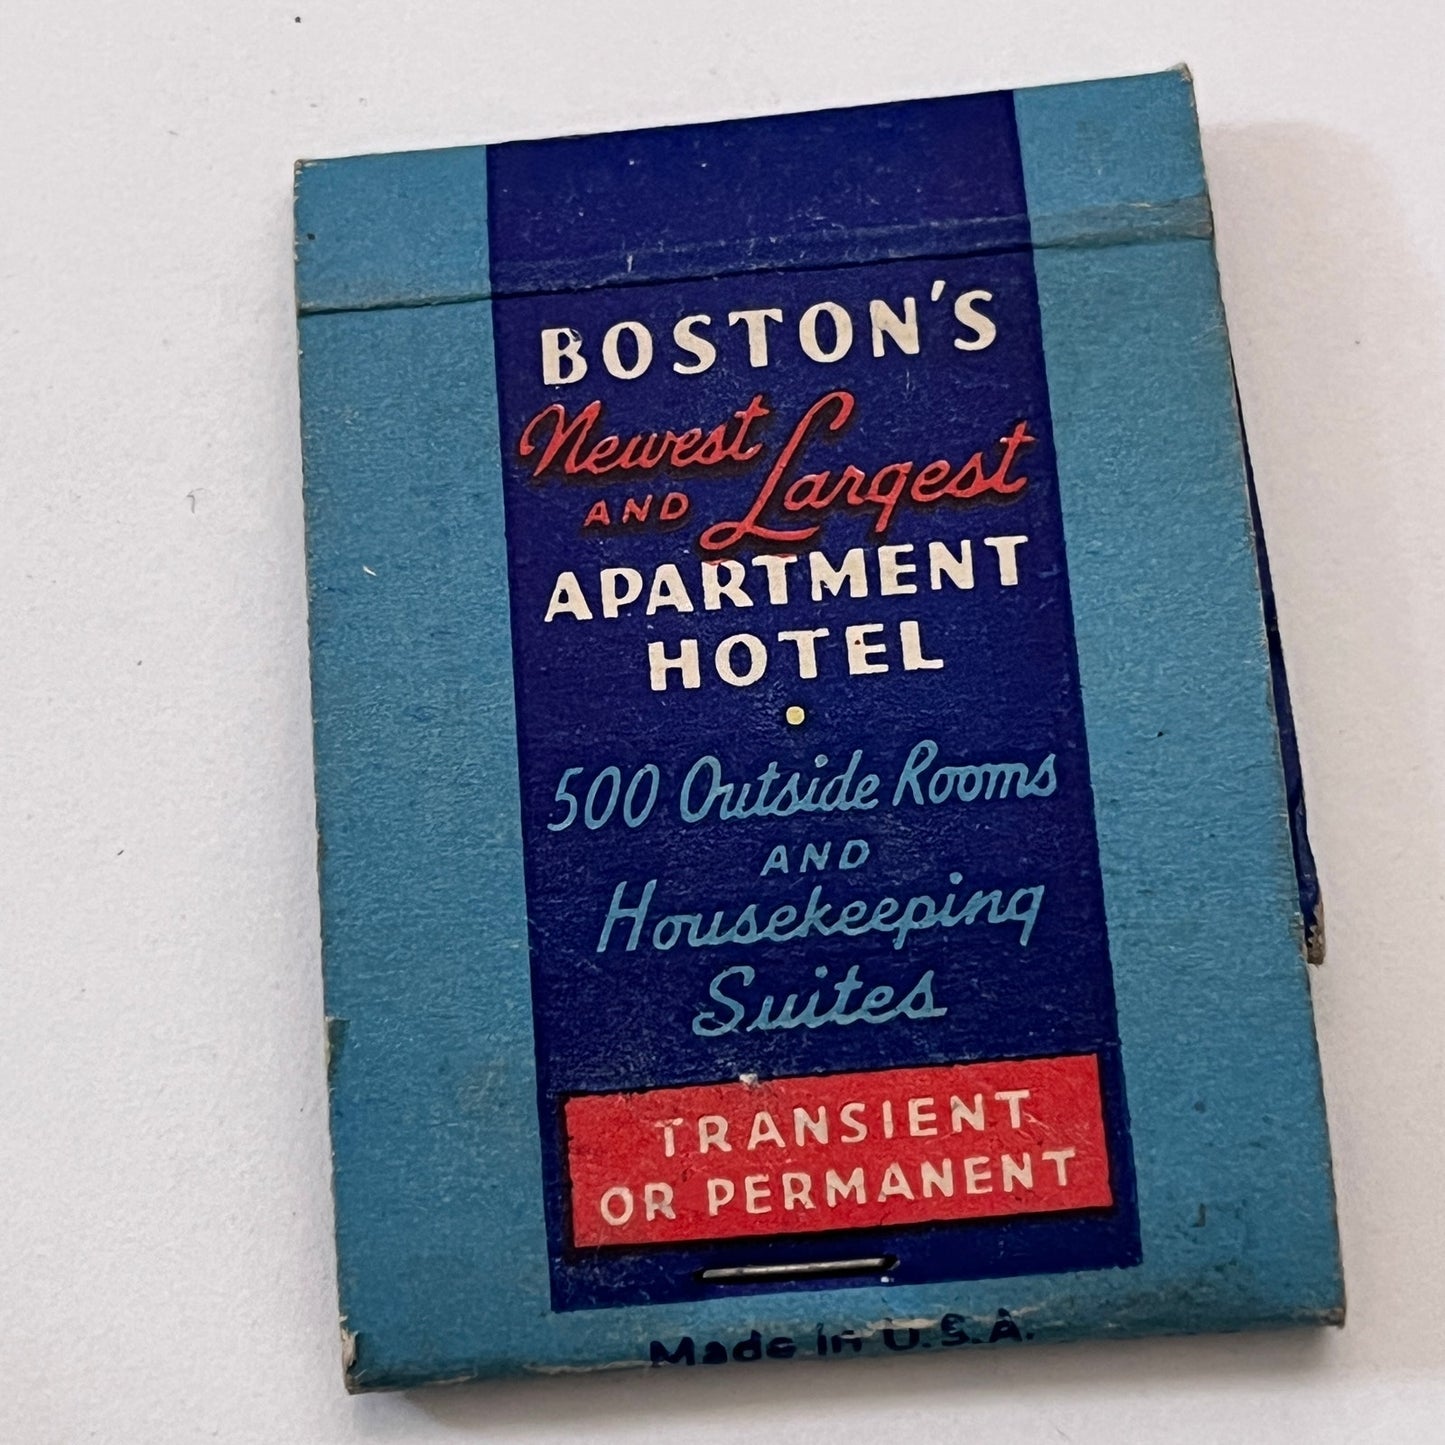 BOSTON'S
Newest
AND Largest
APARTMENT
HOTEL
500 Outside Rooms
AND
Housekeeping
Suites
TRANSIENT
OR PERMANENT
Made in U.S.A.